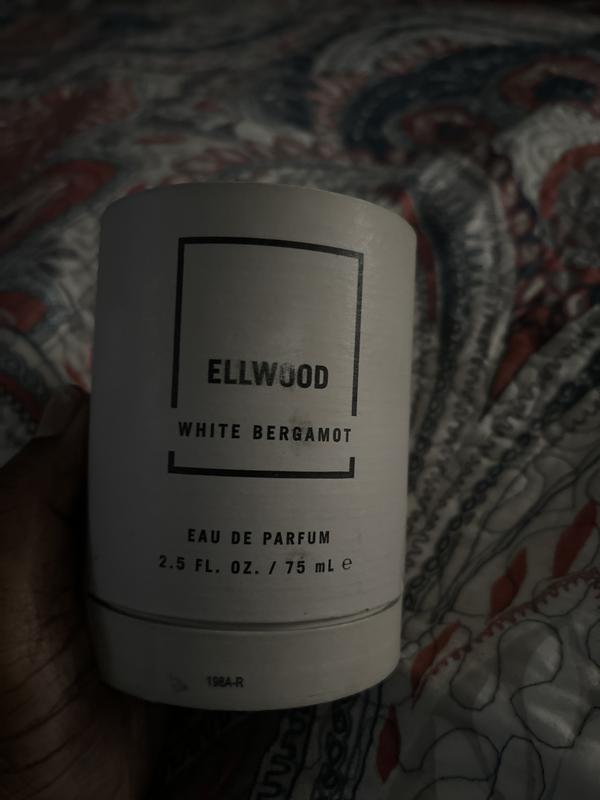 ELLWOOD
WHITE BERGAMOT
EAU DE PARFUM
2.5 FL. OZ. / 75 mL ℮
198A-R